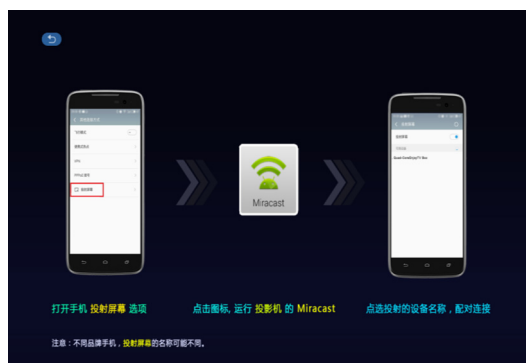 Miracast
打开手机 投射屏幕 选项
点击图标, 运行 投影机 的 Miracast
点选投射的设备名称，配对连接
注意：不同品牌手机，投射屏幕的名称可能不同。